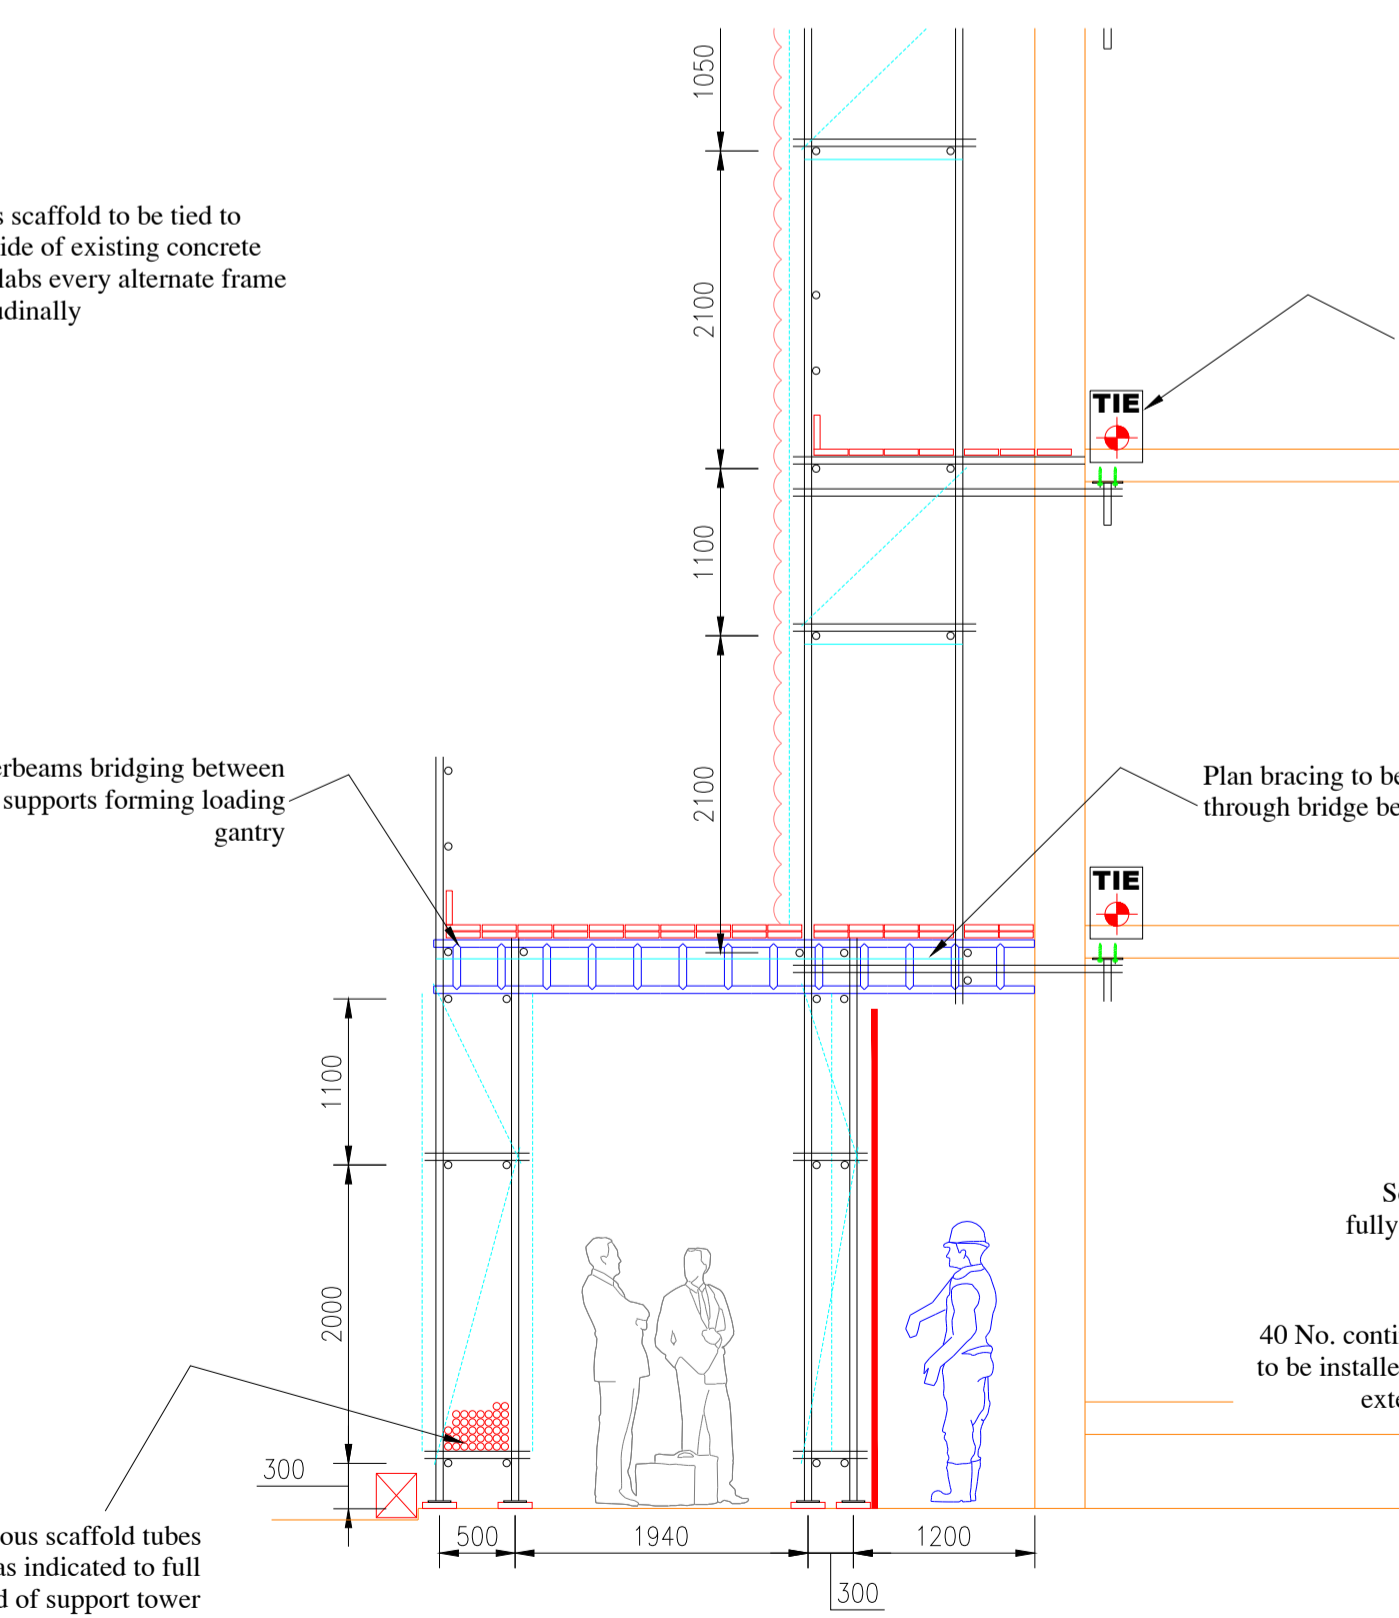 1050
s scaffold to be tied to
ide of existing concrete
labs every alternate frame
udinally
2100
TIE
1100
erbeams bridging between
supports forming loading
gantry
2100
Plan bracing to be
through bridge be
TIE
1100
S
fully
2000
40 No. conti
to be installe
exte
300
ous scaffold tubes
as indicated to full
d of support tower
500
1940
1200
300